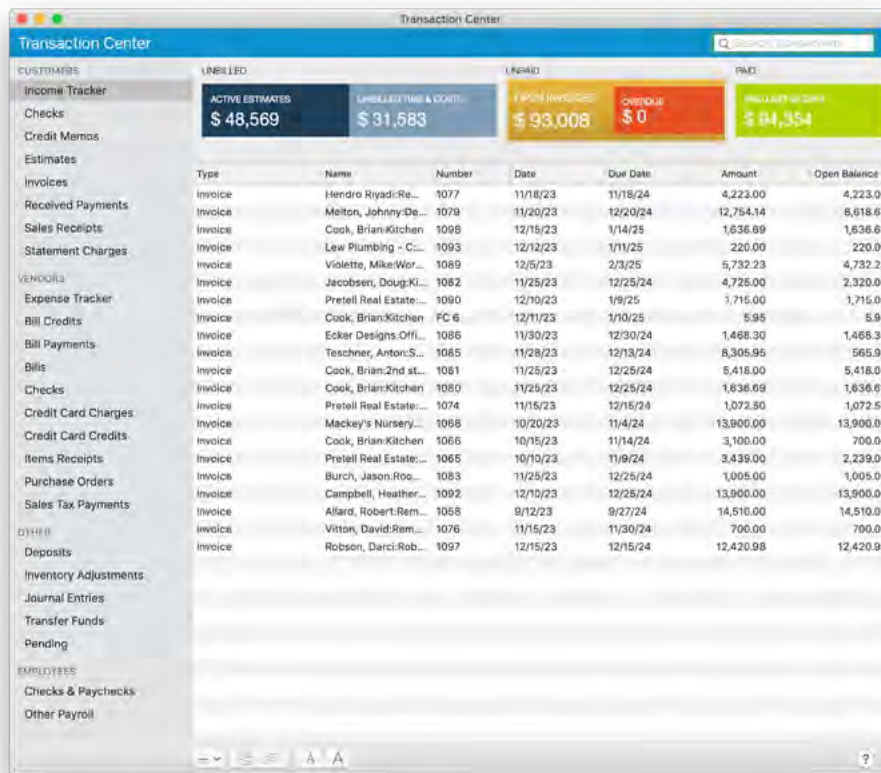 Transaction Center
Transaction Center
Search Transactions
CUSTOMERS
Income Tracker
Checks
Credit Memos
Estimates
Invoices
Received Payments
Sales Receipts
Statement Charges
VENDORS
Expense Tracker
Bill Credits
Bill Payments
Bills
Checks
Credit Card Charges
Credit Card Credits
Items Receipts
Purchase Orders
Sales Tax Payments
OTHER
Deposits
Inventory Adjustments
Journal Entries
Transfer Funds
Pending
EMPLOYEES
Checks & Paychecks
Other Payroll
UNBILLED UNPAID PAID
ACTIVE ESTIMATES UNBILLED TIME & COST... OPEN INVOICES OVERDUE
$ 48,569 $ 31,583 $ 93,008 $ 0 $ 84,354
Type Name Number Date Due Date Amount Open Balance
Invoice Hendro Riyadi:Re... 1077 11/18/23 11/18/24 4,223.00 4,223.0
Invoice Melton, Johnny:De... 1079 11/20/23 12/20/24 12,754.14 8,618.6
Invoice Cook, Brian:Kitchen 1098 12/15/23 1/14/25 1,636.69 1,636.6
Invoice Lew Plumbing - C:... 1093 12/12/23 1/11/25 220.00 220.0
Invoice Violette, Mike:Wor... 1089 12/5/23 2/3/25 5,732.23 4,732.2
Invoice Jacobsen, Doug:Ki... 1082 11/25/23 12/25/24 4,725.00 2,320.0
Invoice Pretell Real Estate:... 1090 12/10/23 1/9/25 1,715.00 1,715.0
Invoice Cook, Brian:Kitchen FC 6 12/11/23 1/10/25 5.95 5.9
Invoice Ecker Designs:Offi... 1086 11/30/23 12/30/24 1,468.30 1,468.3
Invoice Teschner, Anton:S... 1085 11/28/23 12/13/24 8,305.95 565.9
Invoice Cook, Brian:2nd st... 1081 11/25/23 12/25/24 5,418.00 5,418.0
Invoice Cook, Brian:Kitchen 1080 11/25/23 12/25/24 1,636.69 1,636.6
Invoice Pretell Real Estate:... 1074 11/15/23 12/15/24 1,072.50 1,072.5
Invoice Mackey's Nursery... 1068 10/20/23 11/4/24 13,900.00 13,900.0
Invoice Cook, Brian:Kitchen 1066 10/15/23 11/14/24 3,100.00 700.0
Invoice Pretell Real Estate:... 1065 10/10/23 11/9/24 3,439.00 2,239.0
Invoice Burch, Jason:Roo... 1083 11/25/23 12/25/24 1,005.00 1,005.0
Invoice Campbell, Heather... 1092 12/10/23 12/25/24 13,900.00 13,900.0
Invoice Allard, Robert:Rem... 1058 9/12/23 9/27/24 14,510.00 14,510.0
Invoice Vitton, David:Rem... 1076 11/15/23 11/30/24 700.00 700.0
Invoice Robson, Darci:Rob... 1097 12/15/23 12/15/24 12,420.98 12,420.9
A A ?